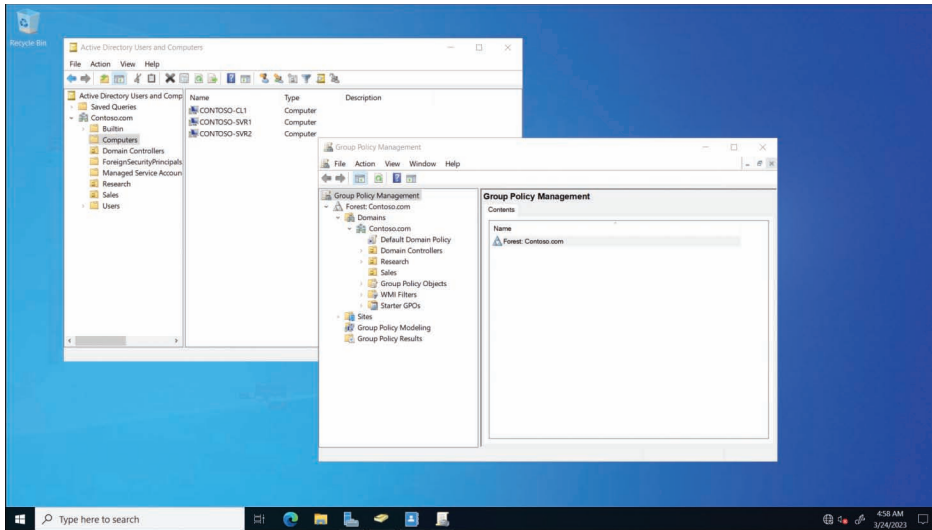 Recycle Bin
Active Directory Users and Computers
File Action View Help
Active Directory Users and Comp
Saved Queries
Contoso.com
Builtin
Computers
Domain Controllers
ForeignSecurityPrincipals
Managed Service Accoun
Research
Sales
Users
Name Type Description
CONTOSO-CL1 Computer
CONTOSO-SVR1 Computer
CONTOSO-SVR2 Computer
Group Policy Management
File Action View Window Help
Group Policy Management
Forest: Contoso.com
Domains
Contoso.com
Default Domain Policy
Domain Controllers
Research
Sales
Group Policy Objects
WMI Filters
Starter GPOs
Sites
Group Policy Modeling
Group Policy Results
Group Policy Management
Contents
Name
Forest: Contoso.com
Type here to search
4:58 AM
3/24/2023